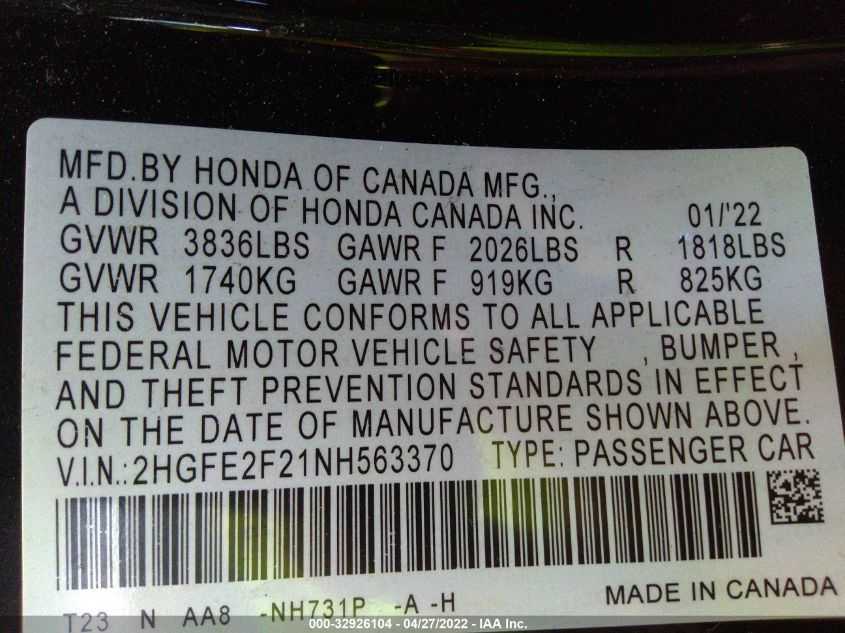 MFD.BY HONDA OF CANADA MFG.,
A DIVISION OF HONDA CANADA INC. 01/'22
GVWR 3836LBS GAWR F 2026LBS R 1818LBS
GVWR 1740KG GAWR F 919KG R 825KG
THIS VEHICLE CONFORMS TO ALL APPLICABLE
FEDERAL MOTOR VEHICLE SAFETY , BUMPER ,
AND THEFT PREVENTION STANDARDS IN EFFECT
ON THE DATE OF MANUFACTURE SHOWN ABOVE.
V.I.N.:2HGFE2F21NH563370 TYPE: PASSENGER CAR
T23 N AA8 -NH731P -A -H MADE IN CANADA
000-32926104 - 04/27/2022 - IAA Inc.